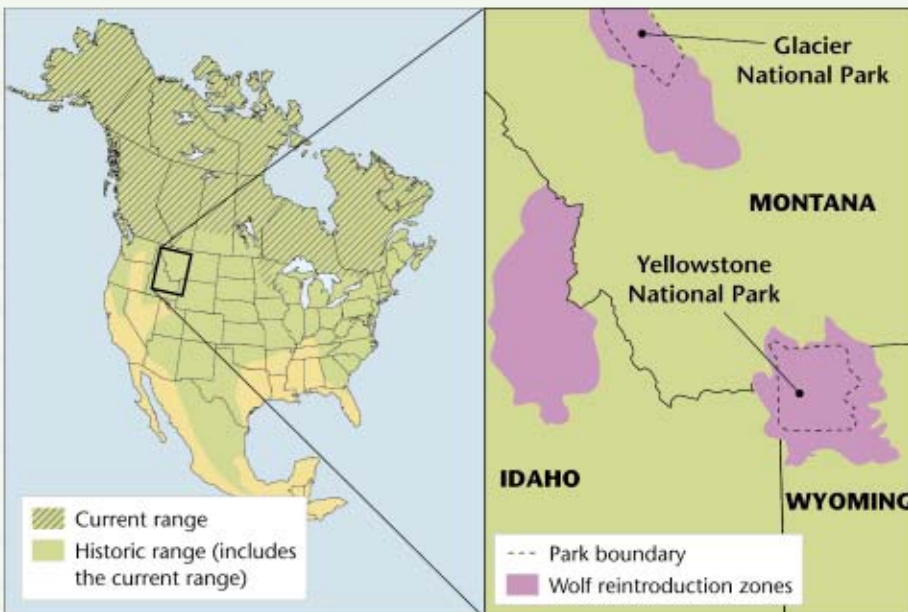 Current range
Historic range (includes
the current range)
Glacier
National Park
MONTANA
Yellowstone
National Park
IDAHO
WYOMING
Park boundary
Wolf reintroduction zones